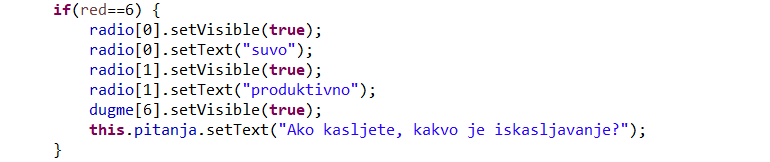 if(red==6) {
radio[0].setVisible(true);
radio[0].setText("suvo");
radio[1].setVisible(true);
radio[1].setText("produktivno");
dugme[6].setVisible(true);
this.pitanja.setText("Ako kasljete, kakvo je iskasljavanje?");
}